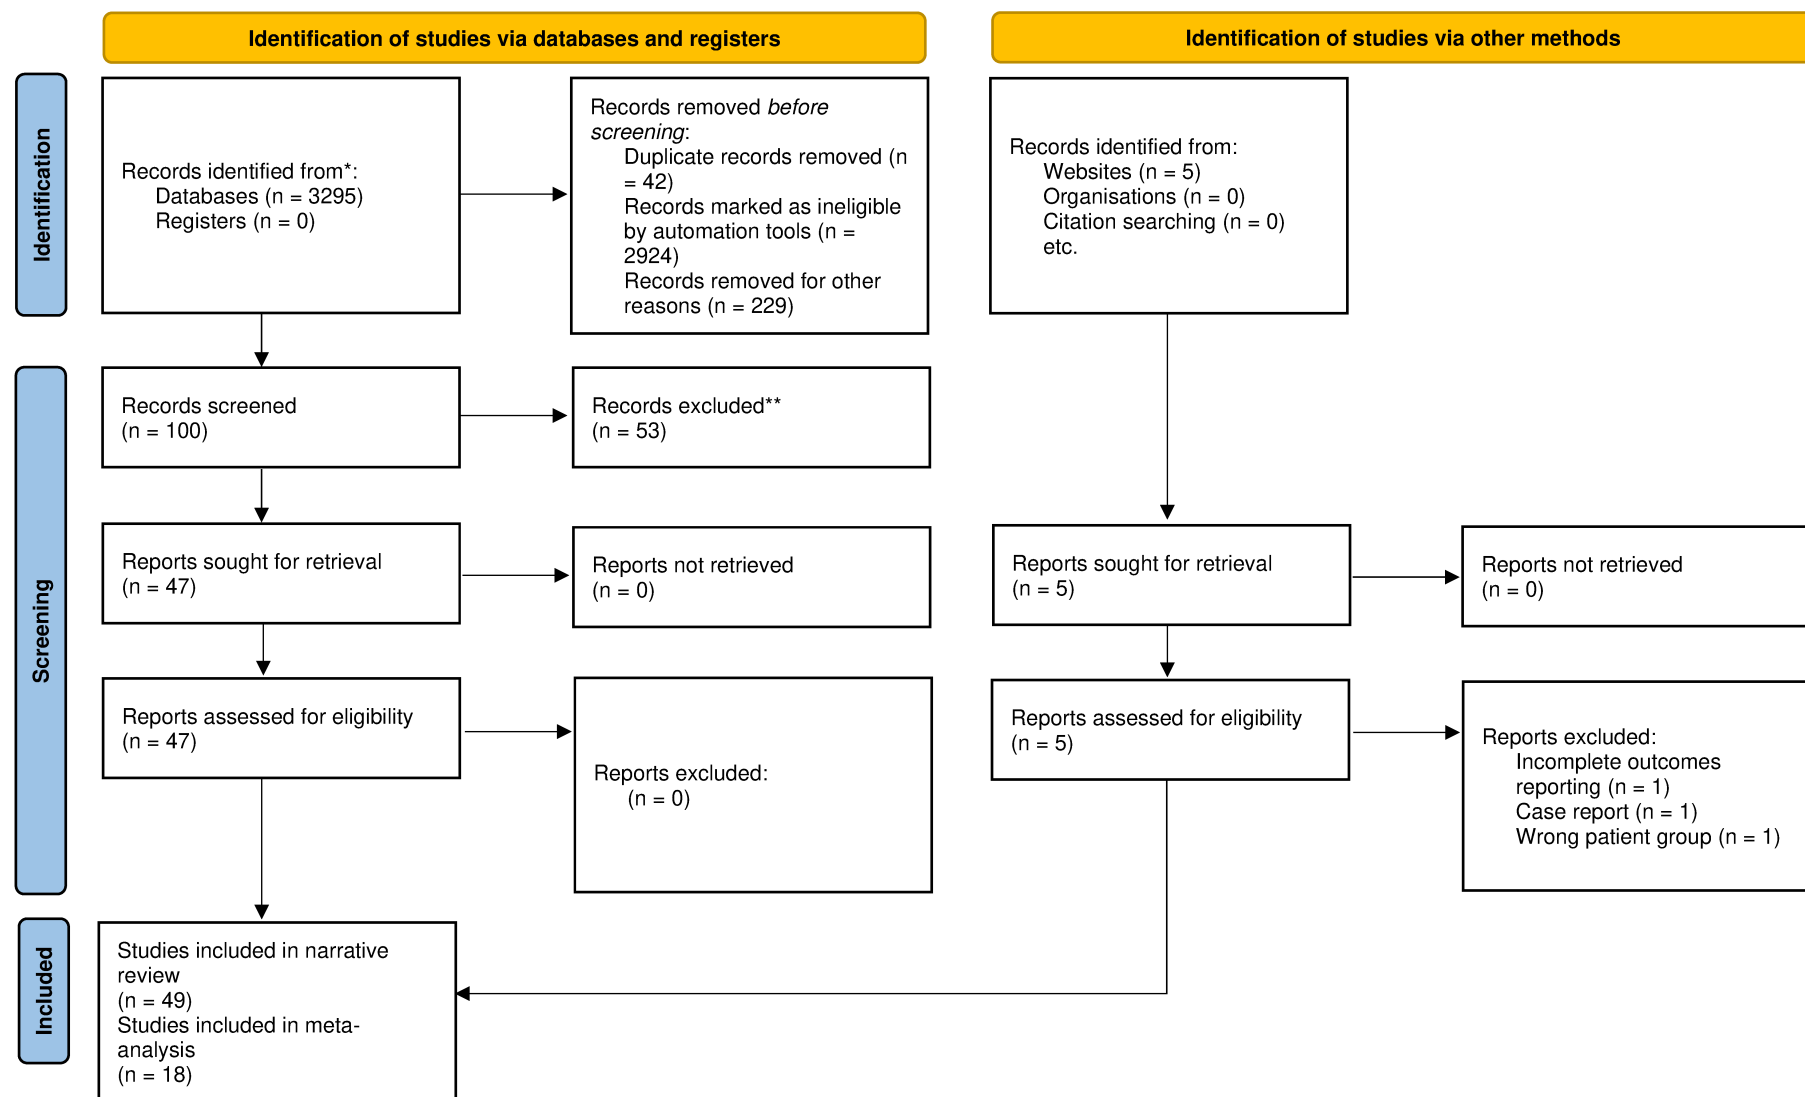 Identification of studies via databases and registers
Identification of studies via other methods
Identification
Records identified from*:
Databases (n = 3295)
Registers (n = 0)
Records removed before
screening:
Duplicate records removed (n
= 42)
Records marked as ineligible
by automation tools (n =
2924)
Records removed for other
reasons (n = 229)
Records identified from:
Websites (n = 5)
Organisations (n = 0)
Citation searching (n = 0)
etc.
Screening
Records screened
(n = 100)
Records excluded**
(n = 53)
Reports sought for retrieval
(n = 47)
Reports not retrieved
(n = 0)
Reports sought for retrieval
(n = 5)
Reports not retrieved
(n = 0)
Reports assessed for eligibility
(n = 47)
Reports excluded:
(n = 0)
Reports assessed for eligibility
(n = 5)
Reports excluded:
Incomplete outcomes
reporting (n = 1)
Case report (n = 1)
Wrong patient group (n = 1)
Included
Studies included in narrative
review
(n = 49)
Studies included in meta-
analysis
(n = 18)